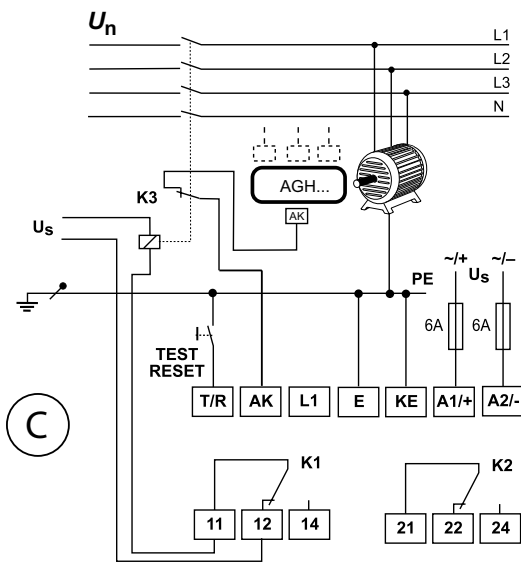 Un
L1
L2
L3
N
AGH...
AK
K3
Us
PE
~/+ Us ~/–
6A 6A
TEST
RESET
T/R AK L1 E KE A1/+ A2/-
C
K1 K2
11 12 14 21 22 24